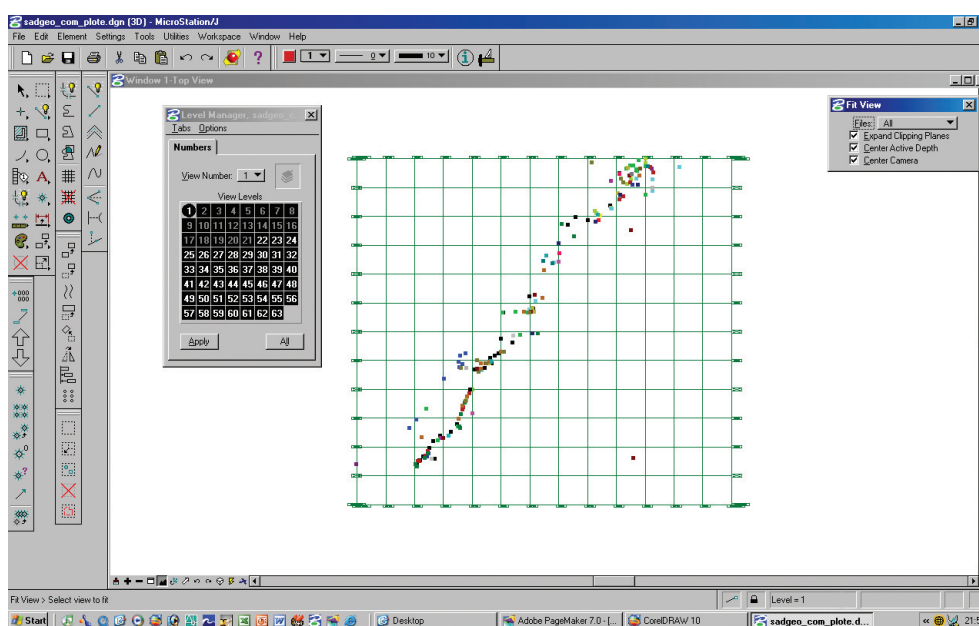 sadgeo_com_plote.dgn (3D) - MicroStation/J
File Edit Element Settings Tools Utilities Workspace Window Help
1 0 10
Window 1-Top View
Level Manager, sadgeo_c...
Tabs Options
Numbers
View Number: 1
View Levels
1 2 3 4 5 6 7 8
9 10 11 12 13 14 15 16
17 18 19 20 21 22 23 24
25 26 27 28 29 30 31 32
33 34 35 36 37 38 39 40
41 42 43 44 45 46 47 48
49 50 51 52 53 54 55 56
57 58 59 60 61 62 63
Apply All
Fit View
Files: All
Expand Clipping Planes
Center Active Depth
Center Camera
Fit View > Select view to fit
Level = 1
Start
Desktop
Adobe PageMaker 7.0 - [...
CorelDRAW 10
sadgeo_com_plote.d...